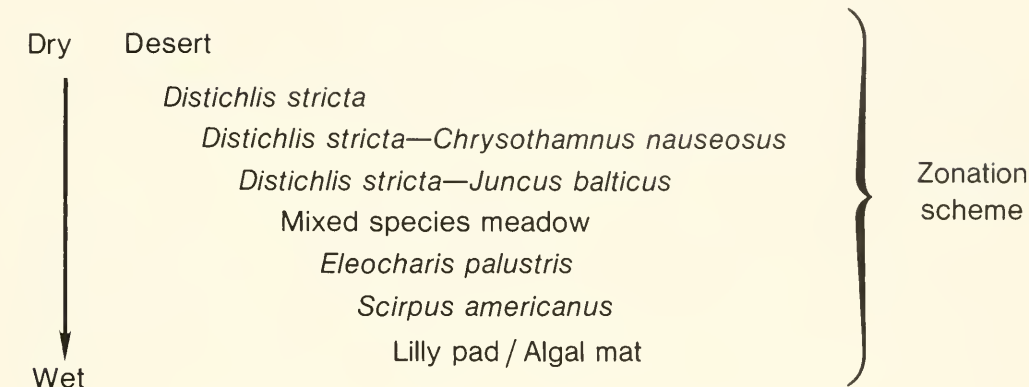 Dry Desert
Distichlis stricta
Distichlis stricta—Chrysothamnus nauseosus
Distichlis stricta—Juncus balticus
Mixed species meadow
Eleocharis palustris
Scirpus americanus
Lilly pad / Algal mat
Wet
Zonation
scheme